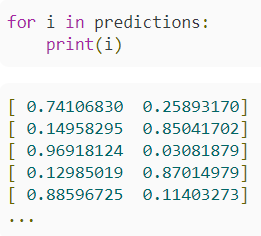 for i in predictions:
    print(i)
[ 0.74106830  0.25893170]
[ 0.14958295  0.85041702]
[ 0.96918124  0.03081879]
[ 0.12985019  0.87014979]
[ 0.88596725  0.11403273]
...